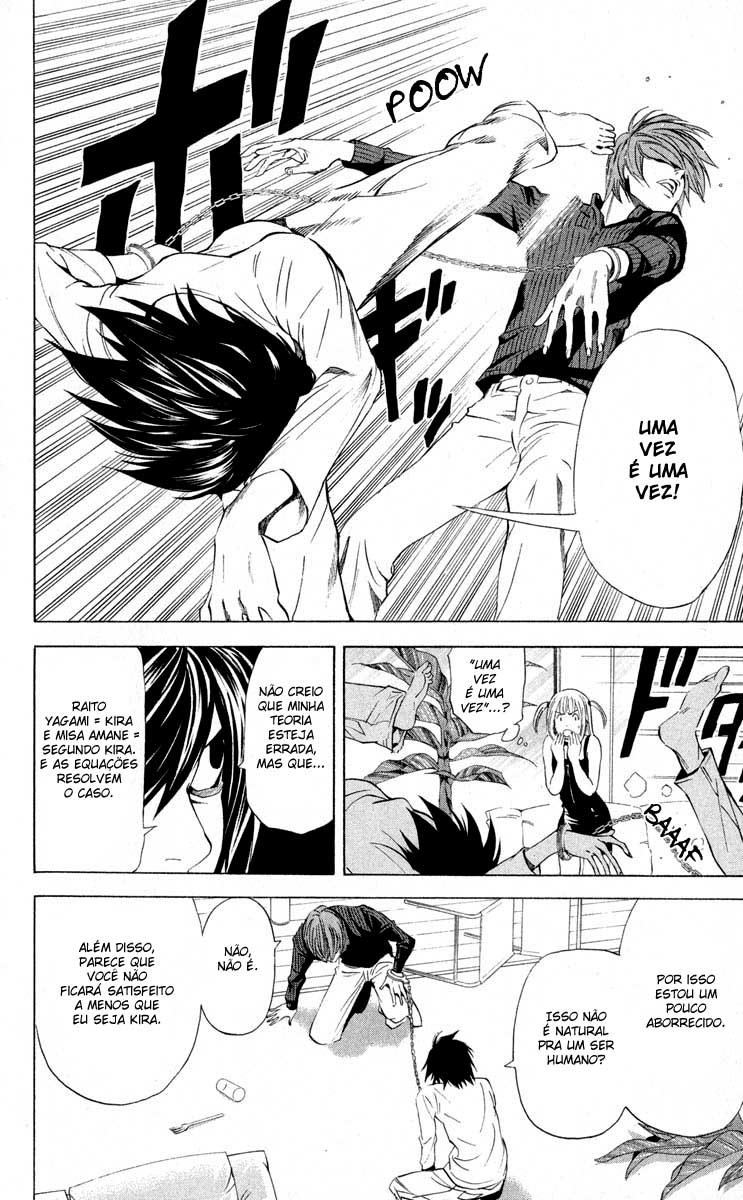 POOW
ボ
ギッ
UMA
VEZ
É UMA
VEZ!
"UMA
VEZ
É UMA
VEZ"...?
BAAAF
NÃO CREIO
QUE MINHA
TEORIA
ESTEJA
ERRADA,
MAS QUE...
RAITO
YAGAMI = KIRA
E MISA AMANE =
SEGUNDO KIRA.
E AS EQUAÇÕES
RESOLVEM
O CASO.
POR ISSO
ESTOU UM
POUCO
ABORRECIDO.
ISSO NÃO
É NATURAL
PRA UM SER
HUMANO?
NÃO,
NÃO É.
ALÉM DISSO,
PARECE QUE
VOCÊ NÃO
FICARÁ SATISFEITO
A MENOS QUE
EU SEJA KIRA.